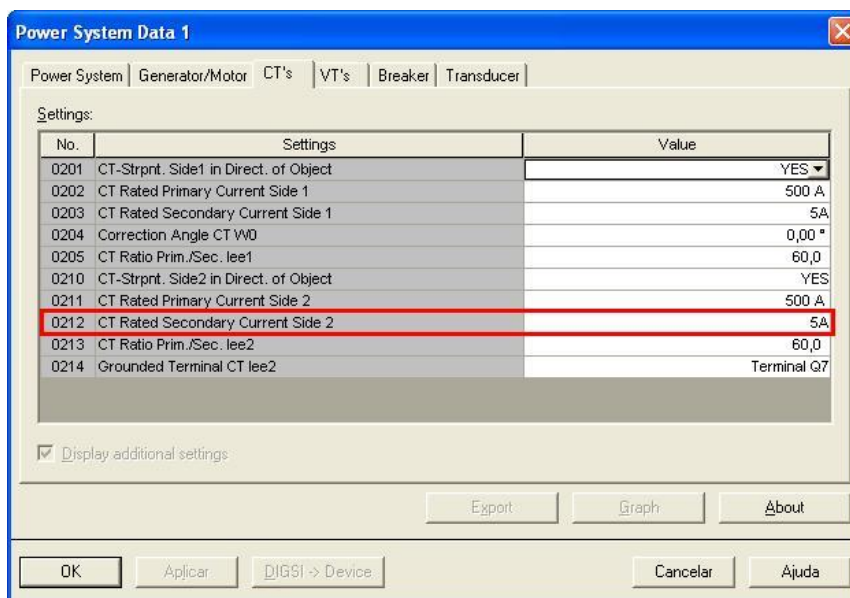 Power System Data 1
Power System Generator/Motor CT's VT's Breaker Transducer
Settings:
No. Settings Value
0201 CT-Strpnt. Side1 in Direct. of Object YES
0202 CT Rated Primary Current Side 1 500 A
0203 CT Rated Secondary Current Side 1 5A
0204 Correction Angle CT W0 0,00 °
0205 CT Ratio Prim./Sec. Iee1 60,0
0210 CT-Strpnt. Side2 in Direct. of Object YES
0211 CT Rated Primary Current Side 2 500 A
0212 CT Rated Secondary Current Side 2 5A
0213 CT Ratio Prim./Sec. Iee2 60,0
0214 Grounded Terminal CT Iee2 Terminal Q7
Display additional settings
Export Graph About
OK Aplicar DIGSI -> Device Cancelar Ajuda